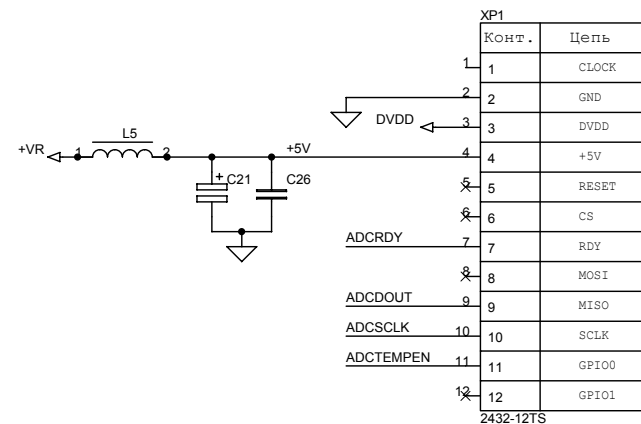 XP1
Конт. Цепь
1 1 CLOCK
2 2 GND
DVDD 3 3 DVDD
+VR 1 L5 2 +5V 4 4 +5V
+ C21 C26
5 5 RESET
6 6 CS
ADCRDY 7 7 RDY
8 8 MOSI
ADCDOUT 9 9 MISO
ADCSCLK 10 10 SCLK
ADCTEMPEN 11 11 GPIO0
12 12 GPIO1
2432-12TS